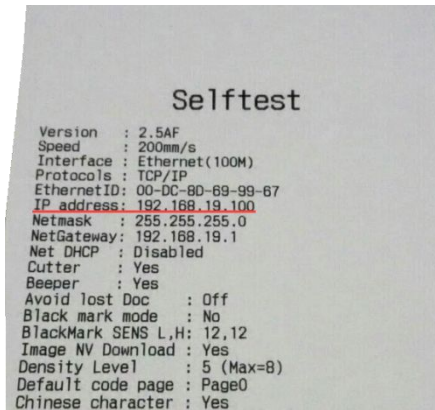 Selftest
Version : 2.5AF
Speed : 200mm/s
Interface : Ethernet(100M)
Protocols : TCP/IP
EthernetID: 00-DC-8D-69-99-67
IP address: 192.168.19.100
Netmask : 255.255.255.0
NetGateway: 192.168.19.1
Net DHCP : Disabled
Cutter : Yes
Beeper : Yes
Avoid lost Doc : Off
Black mark mode : No
BlackMark SENS L,H: 12,12
Image NV Download : Yes
Density Level : 5 (Max=8)
Default code page : Page0
Chinese character : Yes